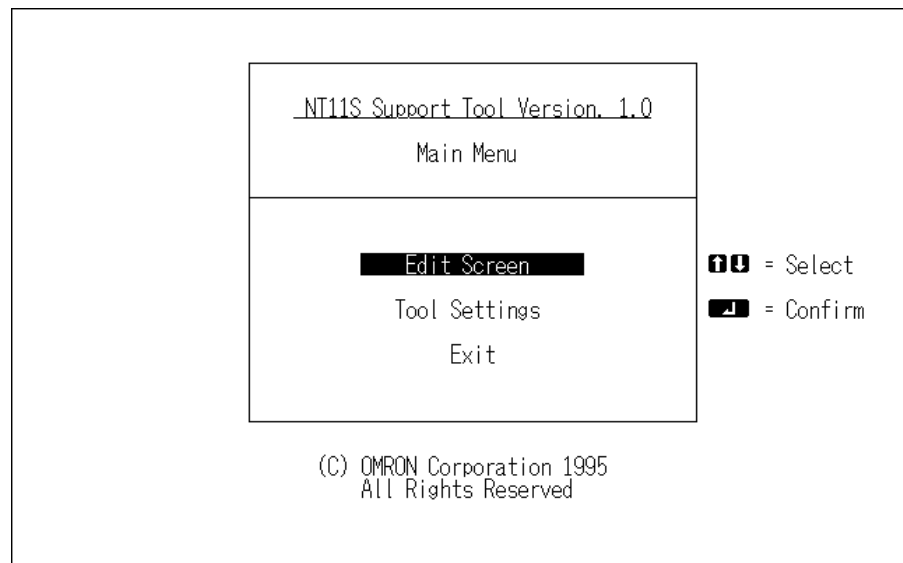 NT11S Support Tool Version. 1.0
Main Menu
Edit Screen
Tool Settings
Exit
↑↓ = Select
↵ = Confirm
(C) OMRON Corporation 1995
All Rights Reserved